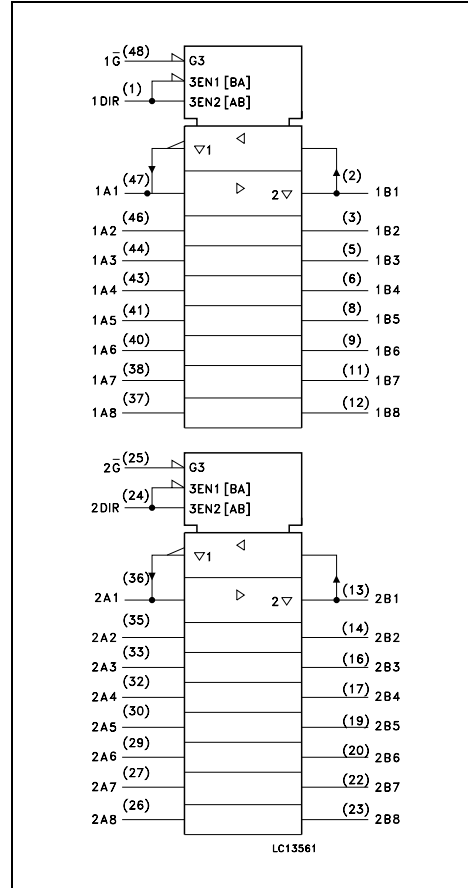 1G̅ (48) G3
3EN1 [BA]
1DIR (1) 3EN2 [AB]
▽1 ◁
1A1 (47) ▷ 2▽ (2) 1B1
1A2 (46) (3) 1B2
1A3 (44) (5) 1B3
1A4 (43) (6) 1B4
1A5 (41) (8) 1B5
1A6 (40) (9) 1B6
1A7 (38) (11) 1B7
1A8 (37) (12) 1B8
2G̅ (25) G3
3EN1 [BA]
2DIR (24) 3EN2 [AB]
▽1 ◁
2A1 (36) ▷ 2▽ (13) 2B1
2A2 (35) (14) 2B2
2A3 (33) (16) 2B3
2A4 (32) (17) 2B4
2A5 (30) (19) 2B5
2A6 (29) (20) 2B6
2A7 (27) (22) 2B7
2A8 (26) (23) 2B8
LC13561